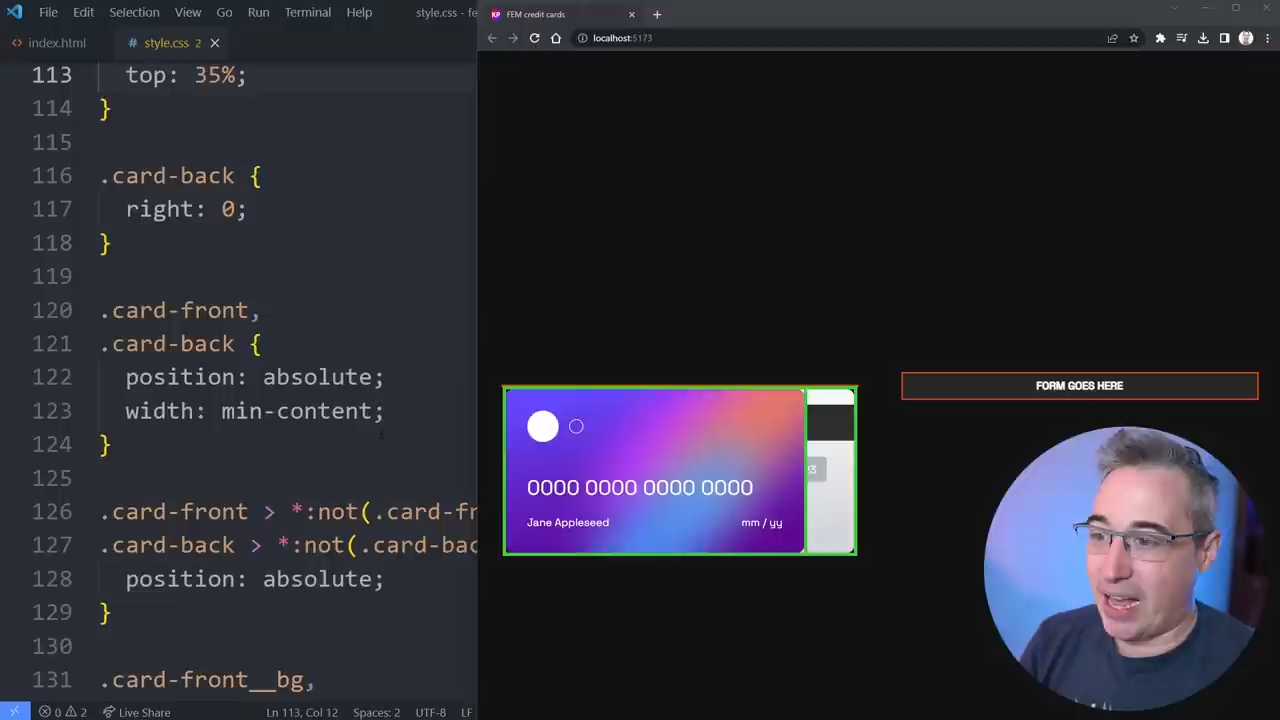 File Edit Selection View Go Run Terminal Help
style.css - fe
index.html
# style.css 2
113 top: 35%;
114 }
115
116 .card-back {
117 right: 0;
118 }
119
120 .card-front,
121 .card-back {
122 position: absolute;
123 width: min-content;
124 }
125
126 .card-front > *:not(.card-fr
127 .card-back > *:not(.card-bac
128 position: absolute;
129 }
130
131 .card-front__bg,
0 2 Live Share Ln 113, Col 12 Spaces: 2 UTF-8 LF
KP FEM credit cards
localhost:5173
0000 0000 0000 0000
Jane Appleseed mm / yy
FORM GOES HERE